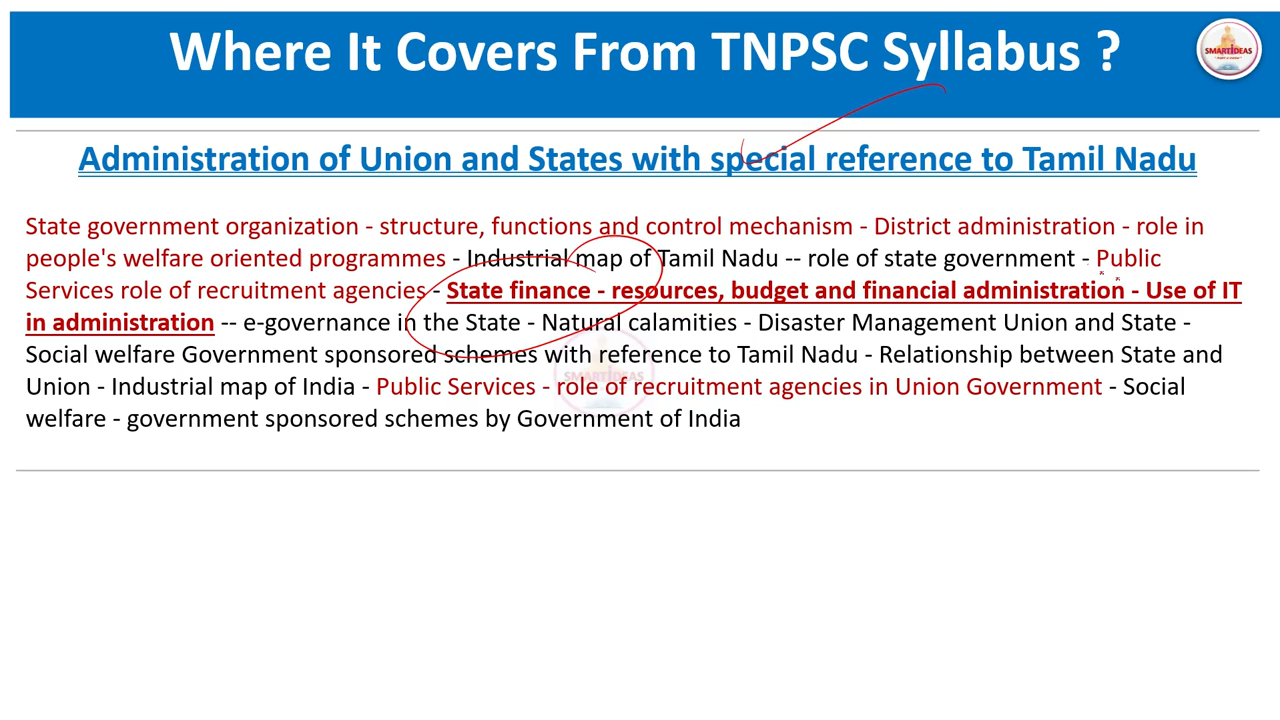 Where It Covers From TNPSC Syllabus ?
SMARTIDEAS
Administration of Union and States with special reference to Tamil Nadu
State government organization - structure, functions and control mechanism - District administration - role in
people's welfare oriented programmes - Industrial map of Tamil Nadu -- role of state government - Public
Services role of recruitment agencies - State finance - resources, budget and financial administration - Use of IT
in administration -- e-governance in the State - Natural calamities - Disaster Management Union and State -
Social welfare Government sponsored schemes with reference to Tamil Nadu - Relationship between State and
Union - Industrial map of India - Public Services - role of recruitment agencies in Union Government - Social
welfare - government sponsored schemes by Government of India
SMARTIDEAS